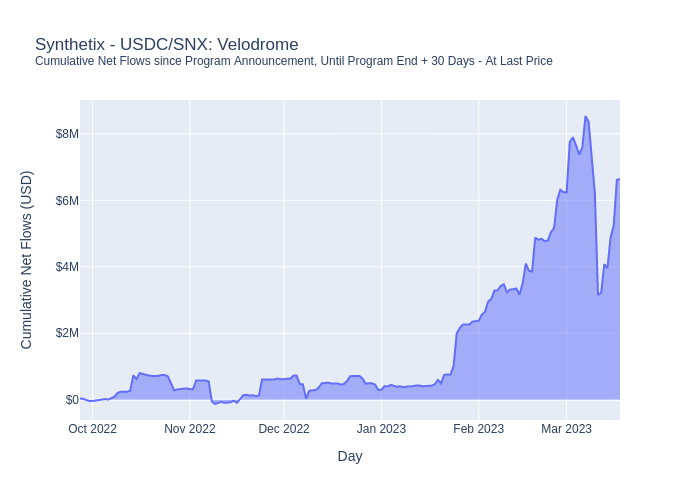 Synthetix - USDC/SNX: Velodrome
Cumulative Net Flows since Program Announcement, Until Program End + 30 Days - At Last Price
$8M
$6M
$4M
$2M
$0
Cumulative Net Flows (USD)
Oct 2022
Nov 2022
Dec 2022
Jan 2023
Feb 2023
Mar 2023
Day